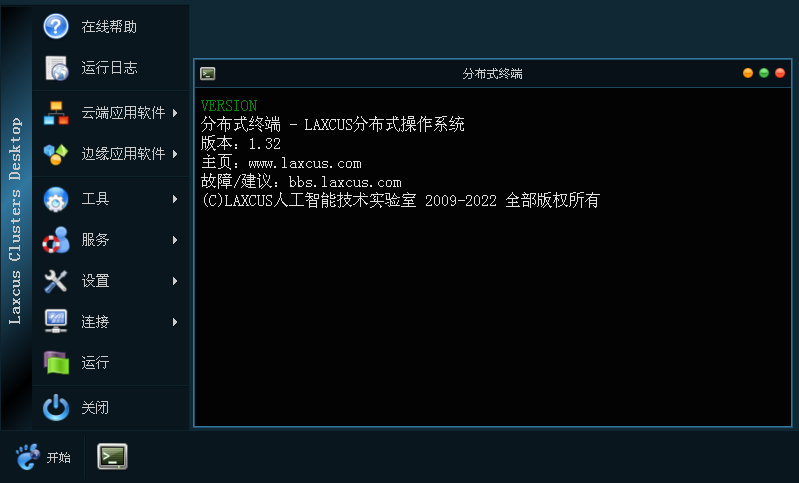 在线帮助
运行日志
云端应用软件
边缘应用软件
工具
服务
设置
连接
运行
关闭
Laxcus Clusters Desktop
分布式终端
VERSION
分布式终端 - LAXCUS分布式操作系统
版本: 1.32
主页: www.laxcus.com
故障/建议: bbs.laxcus.com
(C)LAXCUS人工智能技术实验室 2009-2022 全部版权所有
开始